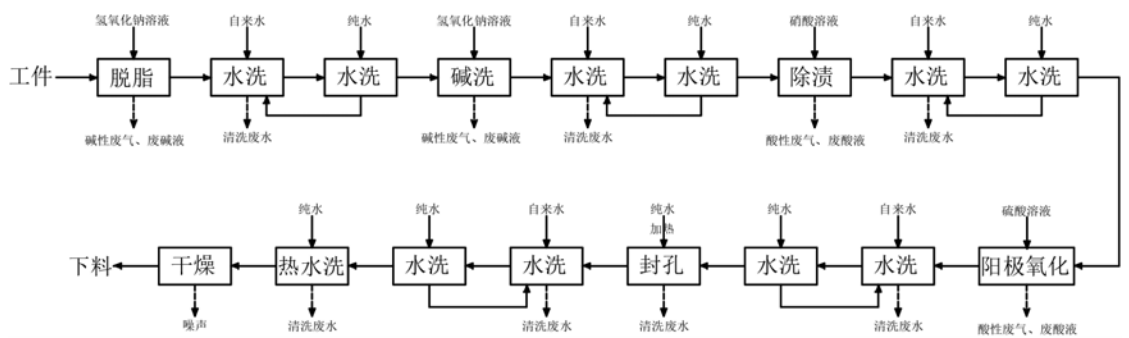 氢氧化钠溶液 自来水 纯水 氢氧化钠溶液 自来水 纯水 硝酸溶液 自来水 纯水
工件 脱脂 水洗 水洗 碱洗 水洗 水洗 除渍 水洗 水洗
碱性废气、废碱液 清洗废水 碱性废气、废碱液 清洗废水 酸性废气、废酸液 清洗废水
纯水 纯水 自来水 纯水 纯水 自来水 硫酸溶液
加热
下料 干燥 热水洗 水洗 水洗 封孔 水洗 水洗 阳极氧化
噪声 清洗废水 清洗废水 清洗废水 清洗废水 酸性废气、废酸液